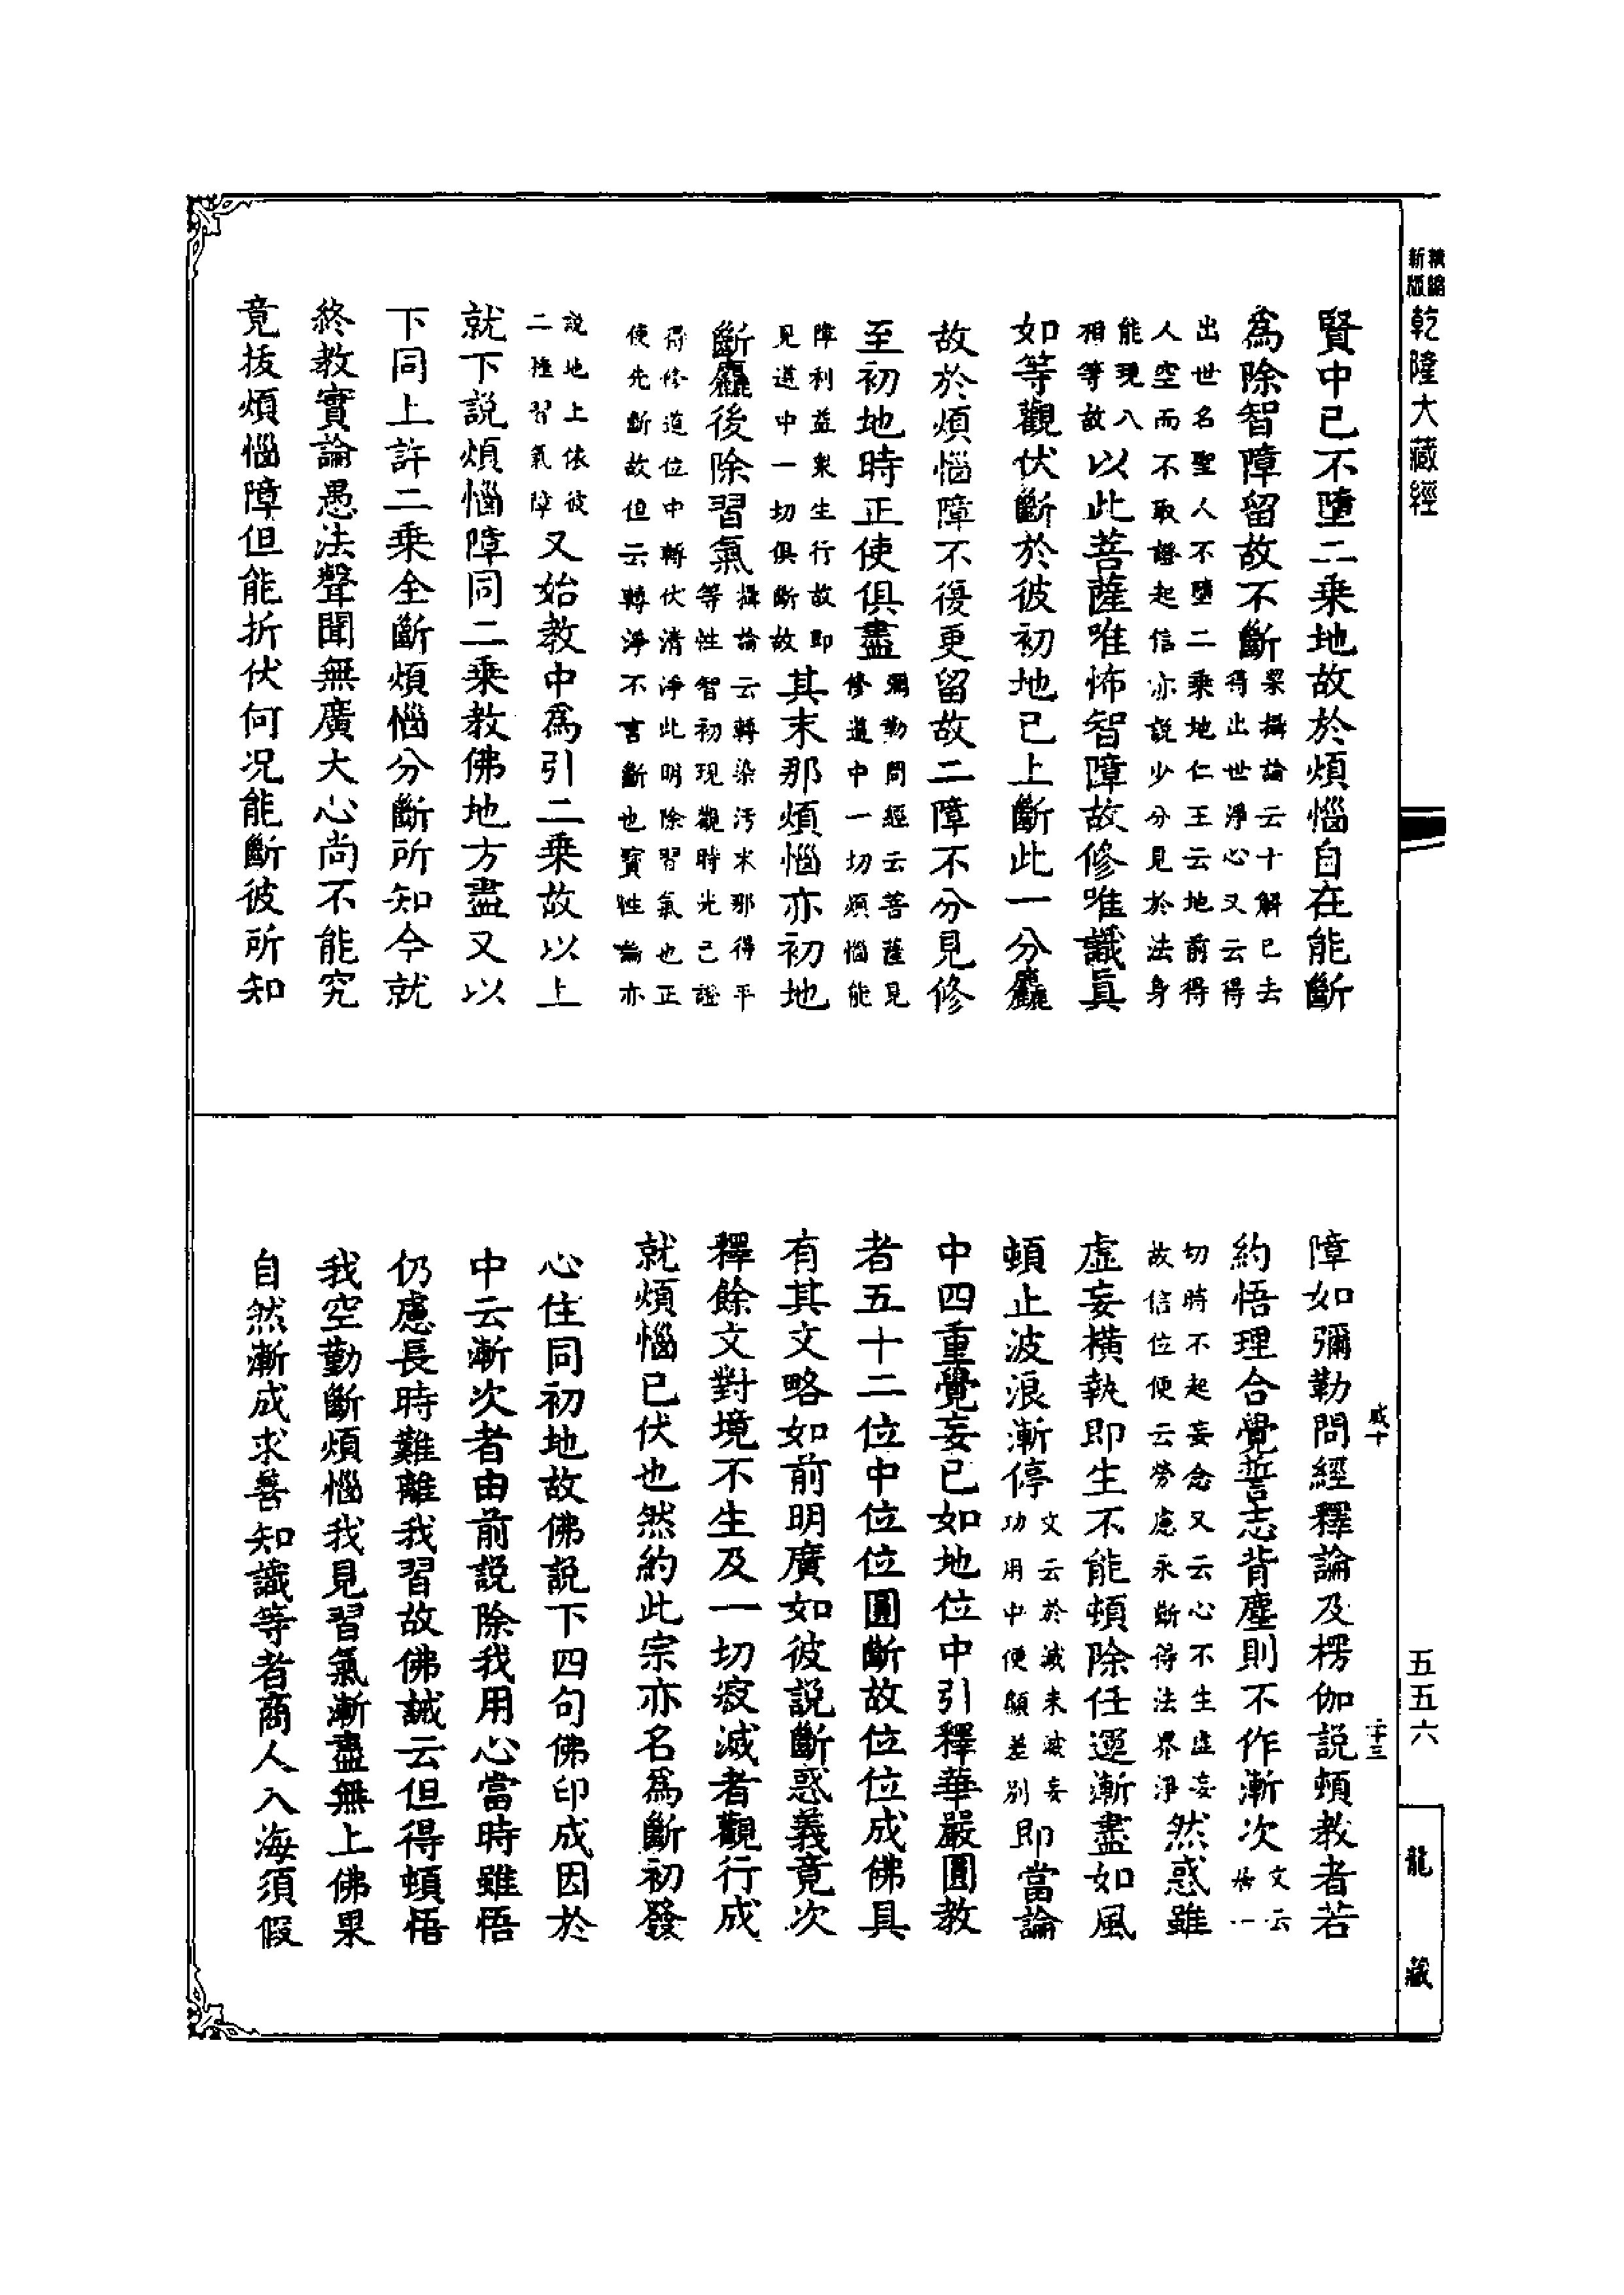 精縮
新版
乾隆大藏經
賢中已不墮二乘地故於煩惱自在能斷
為除智障留故不斷
梁攝論云十解已去
得出世淨心又云得
出世名聖人不墮二乘地仁王云地前得
人空而不取證起信亦說少分見於法身
能現八
相等故
以此菩薩唯怖智障故修唯識眞
如等觀伏斷於彼初地已上斷此一分麤
故於煩惱障不復更留故二障不分見修
至初地時正使俱盡
彌勒問經云菩薩見
修道中一切煩惱能
障利益衆生行故即
見道中一切俱斷故
其末那煩惱亦初地
斷麤後除習氣
攝論云轉染汚末那得平
等性智初現觀時光已證
得修道位中轉伏清淨此明除習氣也正
使先斷故但云轉淨不言斷也寶性論亦
說地上依彼
二種習氣障
又始教中為引二乘故以上
就下說煩惱障同二乘教佛地方盡又以
下同上許二乘全斷煩惱分斷所知今就
終教實論愚法聲聞無廣大心尚不能究
竟拔煩惱障但能折伏何況能斷彼所知
咸十
二十三
五五六
龍藏
障如彌勒問經釋論及楞伽說頓教者若
約悟理合覺誓志背塵則不作漸次
文云
居一
切時不起妄念又云心不生虛妄
故信位便云勞慮永斷待法界淨
然惑雖
虛妄橫執即生不能頓除任運漸盡如風
頓止波浪漸停
文云於滅未滅妄
功用中便顯差別
即當論
中四重覺妄已如地位中引釋華嚴圓教
者五十二位中位位圓斷故位位成佛具
有其文略如前明廣如彼說斷惑義竟次
釋餘文對境不生及一切寂滅者觀行成
就煩惱已伏也然約此宗亦名為斷初發
心住同初地故佛說下四句佛印成因於
中云漸次者由前說除我用心當時雖悟
仍慮長時難離我習故佛誡云但得頓悟
我空勤斷煩惱我見習氣漸盡無上佛果
自然漸成求善知識等者商人入海須假